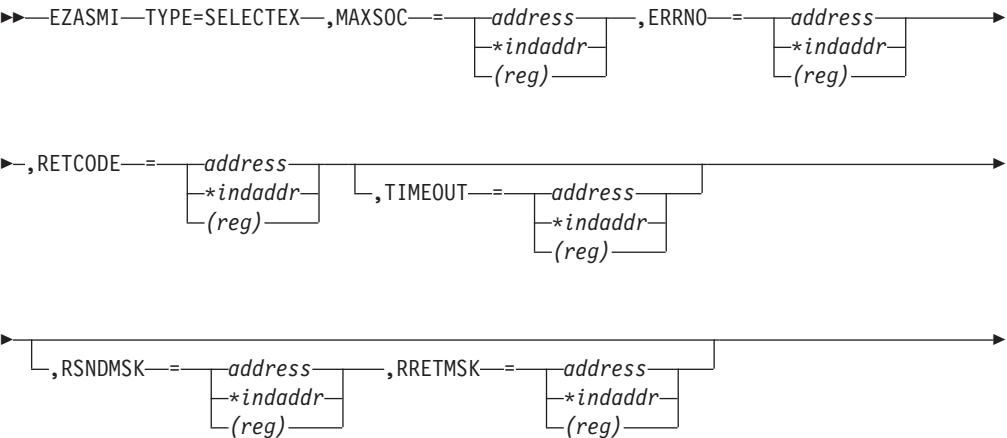 EZASMI TYPE=SELECTEX ,MAXSOC = address ,ERRNO = address
*indaddr *indaddr
(reg) (reg)
,RETCODE = address
*indaddr ,TIMEOUT = address
(reg) *indaddr
(reg)
,RSNDMSK = address ,RRETMSK = address
*indaddr *indaddr
(reg) (reg)